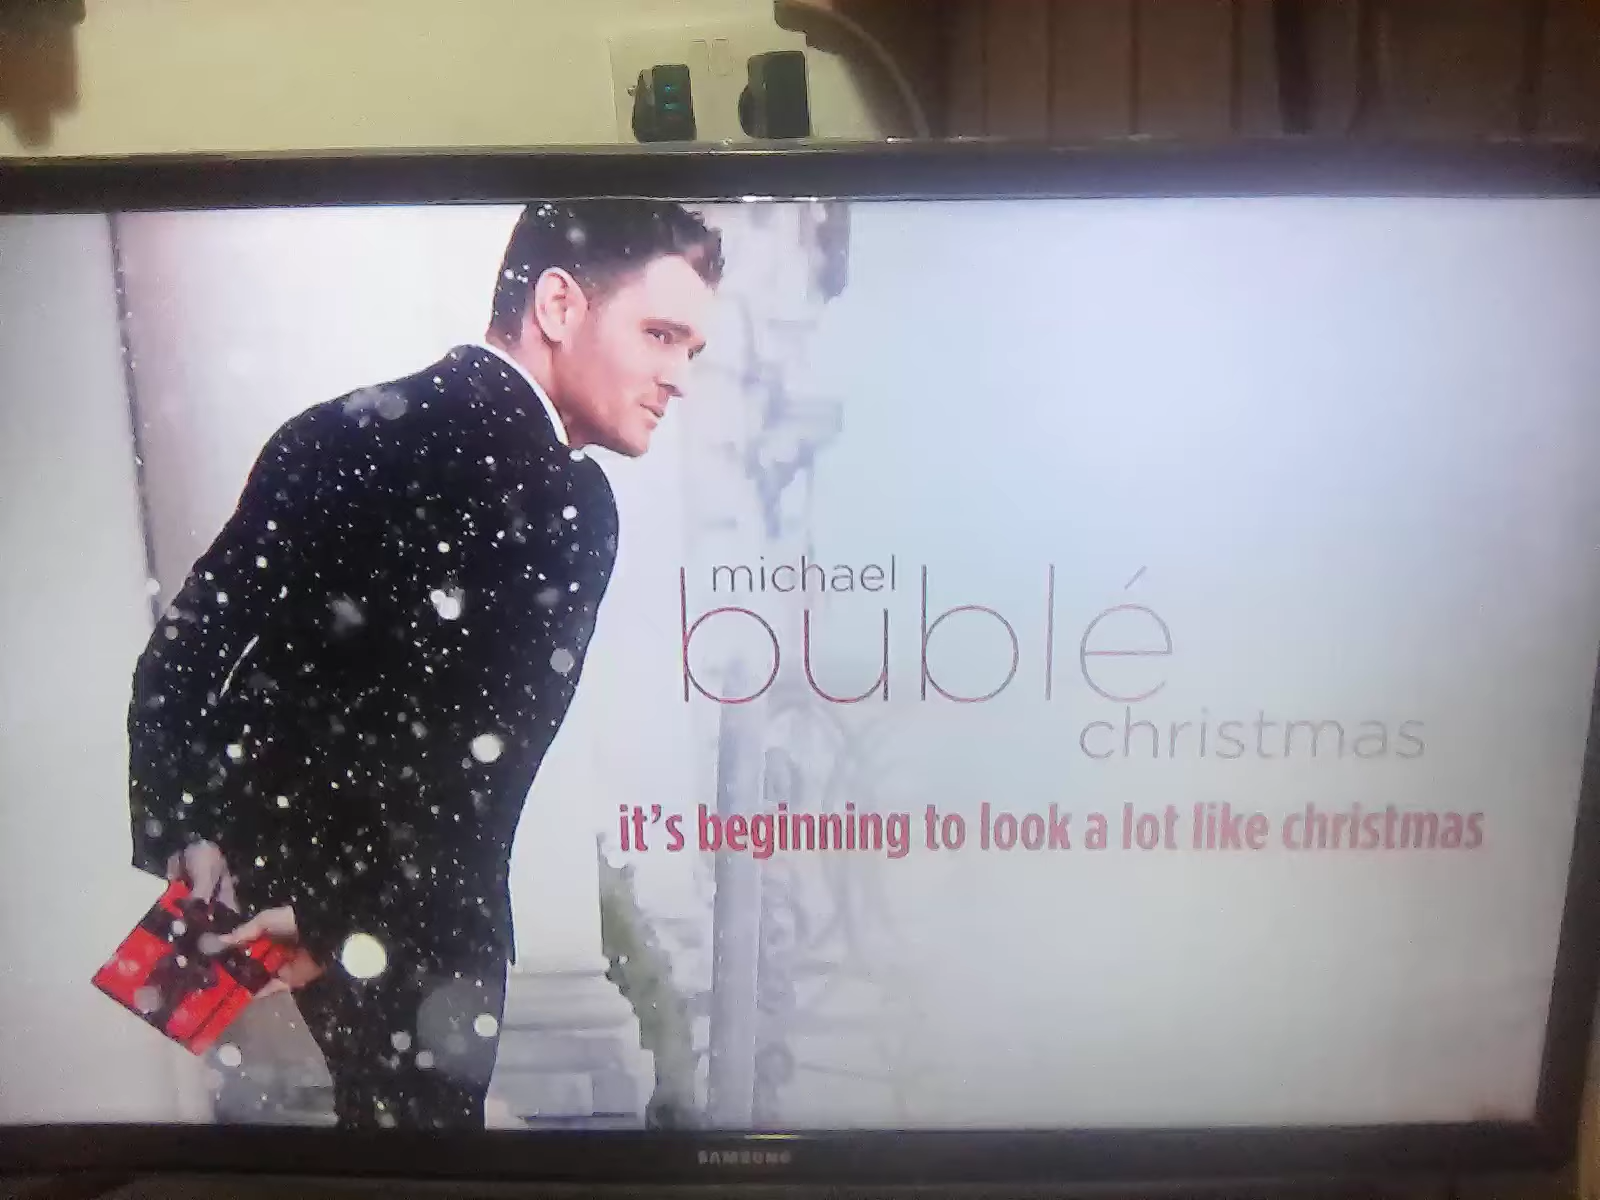 michael
bublé
christmas
it's beginning to look a lot like christmas
SAMSUNG